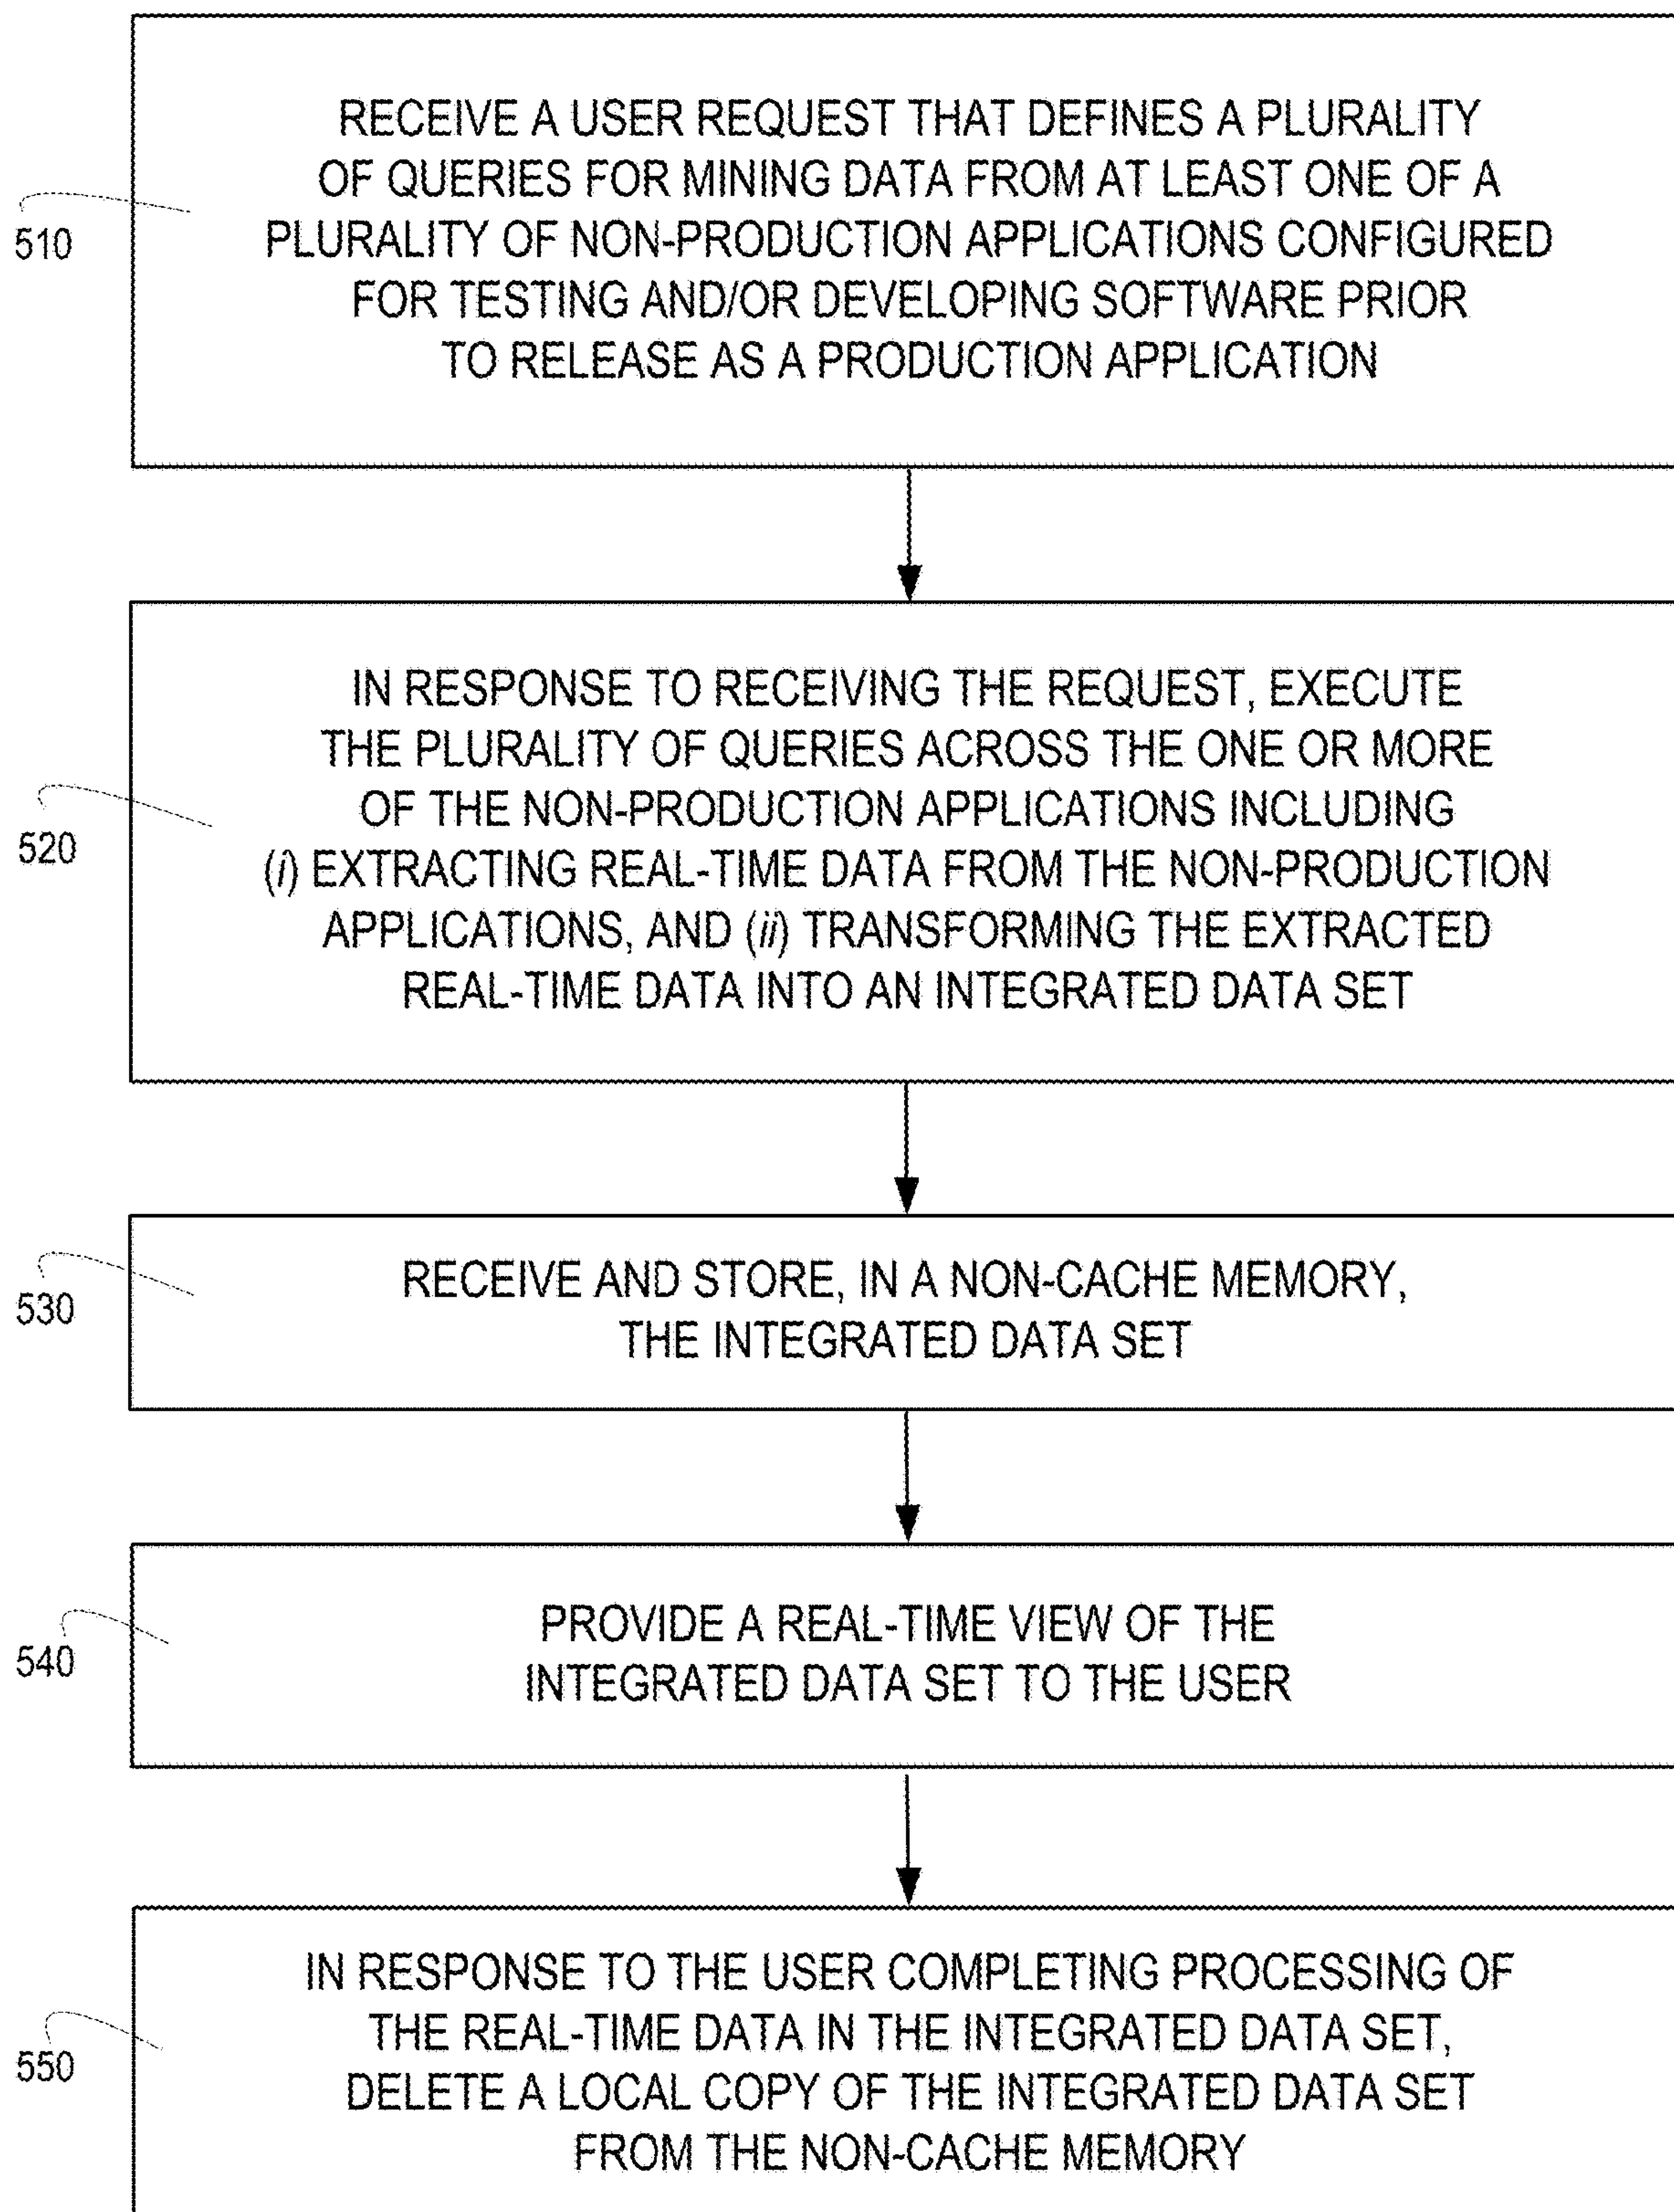 RECEIVE A USER REQUEST THAT DEFINES A PLURALITY
OF QUERIES FOR MINING DATA FROM AT LEAST ONE OF A
PLURALITY OF NON-PRODUCTION APPLICATIONS CONFIGURED
FOR TESTING AND/OR DEVELOPING SOFTWARE PRIOR
TO RELEASE AS A PRODUCTION APPLICATION
510
IN RESPONSE TO RECEIVING THE REQUEST, EXECUTE
THE PLURALITY OF QUERIES ACROSS THE ONE OR MORE
OF THE NON-PRODUCTION APPLICATIONS INCLUDING
(i) EXTRACTING REAL-TIME DATA FROM THE NON-PRODUCTION
APPLICATIONS, AND (ii) TRANSFORMING THE EXTRACTED
REAL-TIME DATA INTO AN INTEGRATED DATA SET
520
RECEIVE AND STORE, IN A NON-CACHE MEMORY,
THE INTEGRATED DATA SET
530
PROVIDE A REAL-TIME VIEW OF THE
INTEGRATED DATA SET TO THE USER
540
IN RESPONSE TO THE USER COMPLETING PROCESSING OF
THE REAL-TIME DATA IN THE INTEGRATED DATA SET,
DELETE A LOCAL COPY OF THE INTEGRATED DATA SET
FROM THE NON-CACHE MEMORY
550